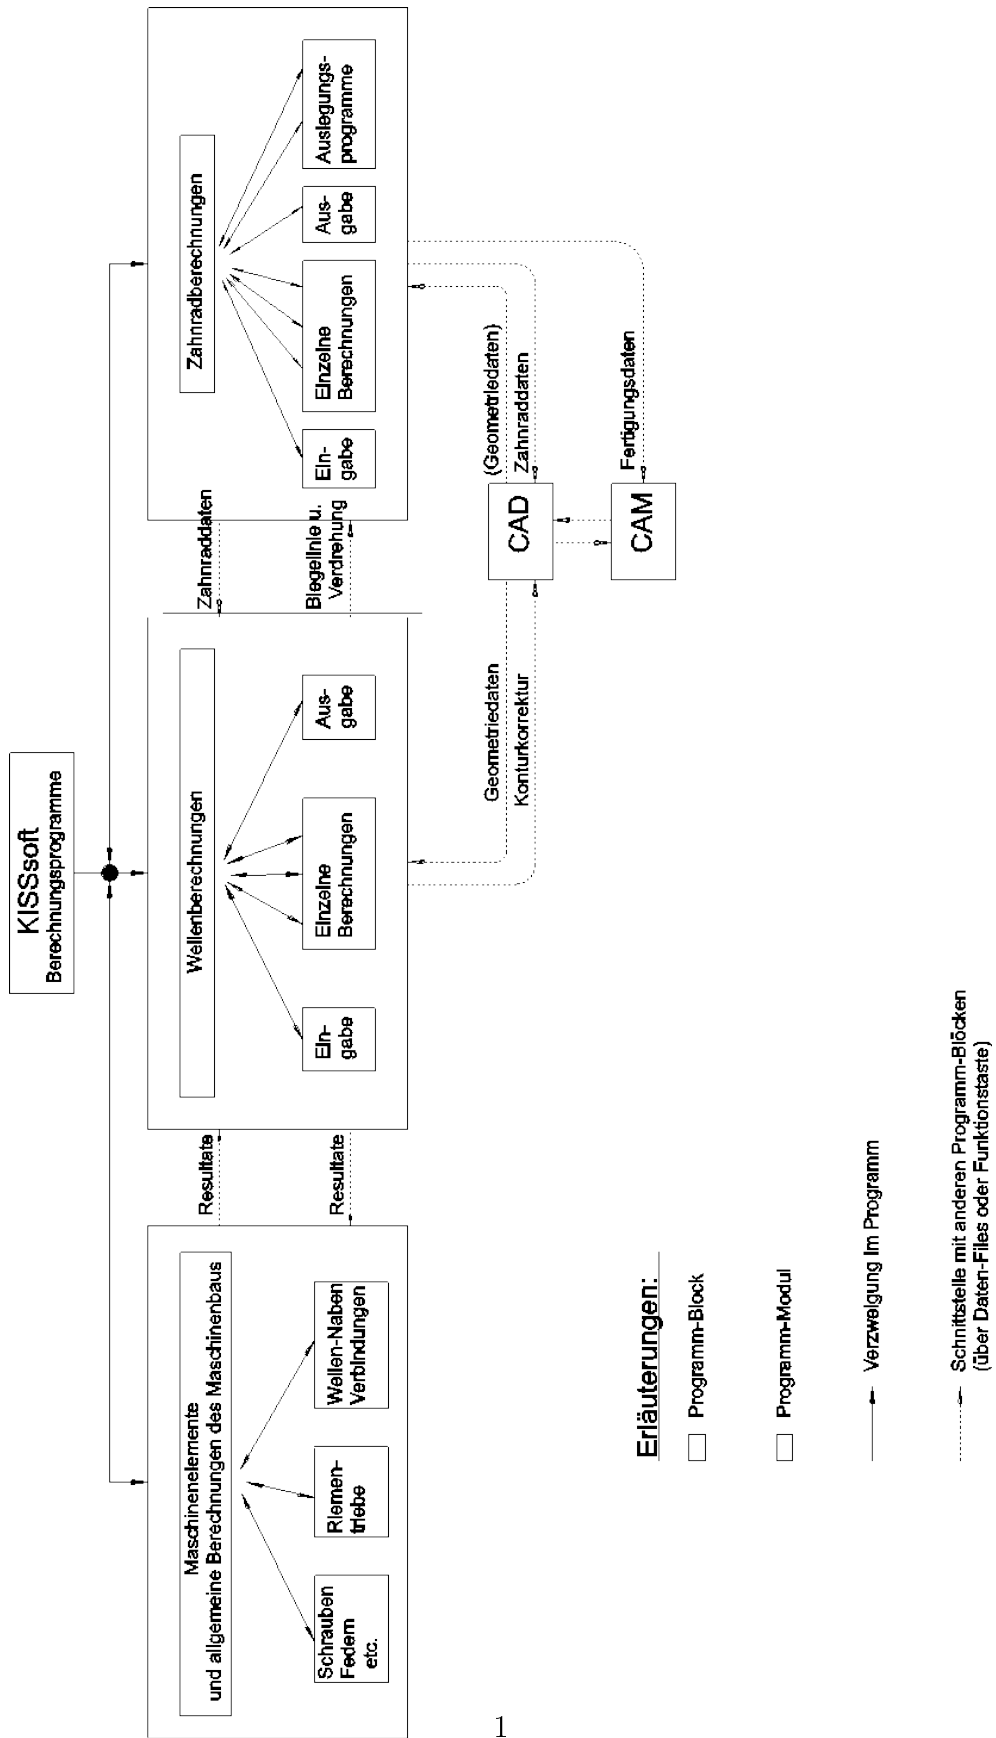 KISSsoft
Berechnungsprogramme
Maschinenelemente
und allgemeine Berechnungen des Maschinenbaus
Schrauben
Federn
etc.
Riemen-
triebe
Wellen-Naben
Verbindungen
Resultate
Resultate
Wellenberechnungen
Ein-
gabe
Einzelne
Berechnungen
Aus-
gabe
Zahnraddaten
Biegelinie u.
Verdrehung
Zahnradberechnungen
Ein-
gabe
Einzelne
Berechnungen
Aus-
gabe
Auslegungs-
programme
Geometriedaten
Konturkorrektur
CAD
(Geometriedaten)
Zahnraddaten
CAM
Fertigungsdaten
Erläuterungen:
Programm-Block
Programm-Modul
Verzweigung im Programm
Schnittstelle mit anderen Programm-Blöcken
(über Daten-Files oder Funktionstaste)
1